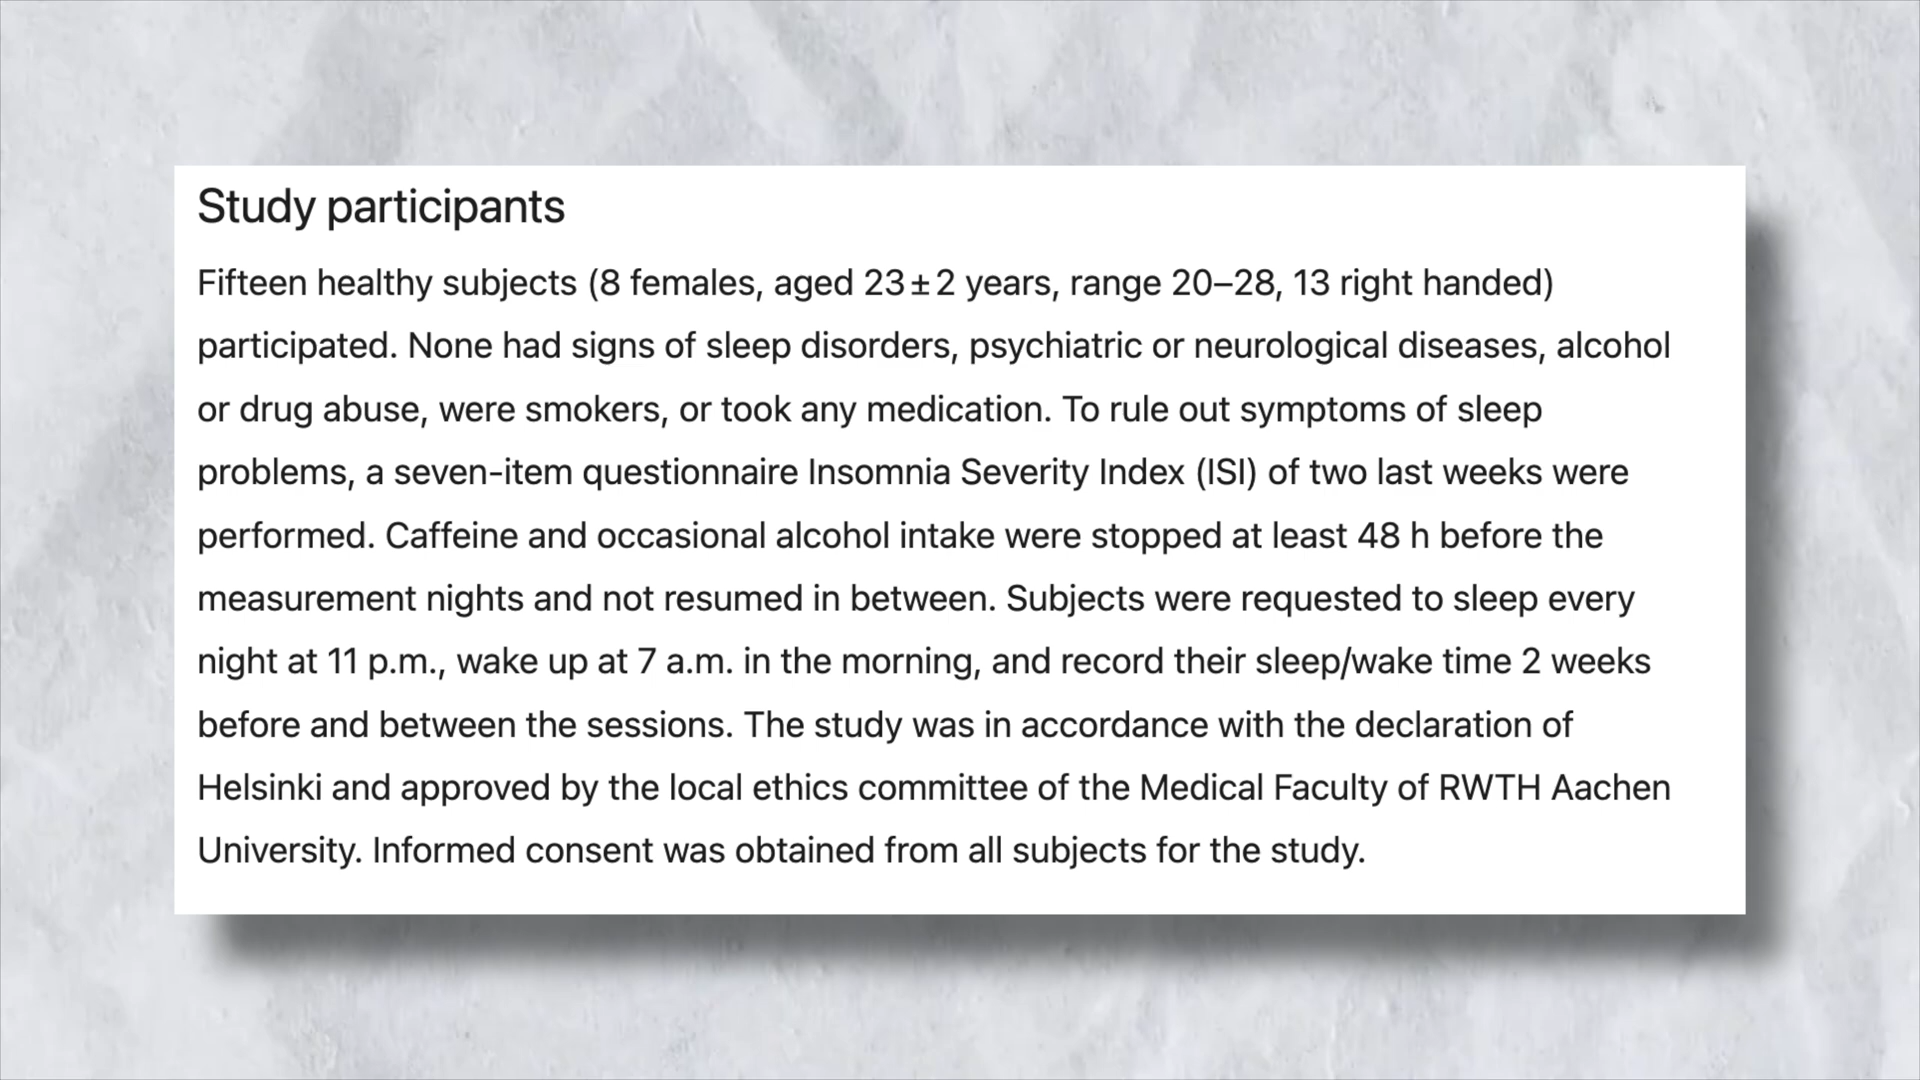 Study participants
Fifteen healthy subjects (8 females, aged 23±2 years, range 20–28, 13 right handed)
participated. None had signs of sleep disorders, psychiatric or neurological diseases, alcohol
or drug abuse, were smokers, or took any medication. To rule out symptoms of sleep
problems, a seven-item questionnaire Insomnia Severity Index (ISI) of two last weeks were
performed. Caffeine and occasional alcohol intake were stopped at least 48 h before the
measurement nights and not resumed in between. Subjects were requested to sleep every
night at 11 p.m., wake up at 7 a.m. in the morning, and record their sleep/wake time 2 weeks
before and between the sessions. The study was in accordance with the declaration of
Helsinki and approved by the local ethics committee of the Medical Faculty of RWTH Aachen
University. Informed consent was obtained from all subjects for the study.